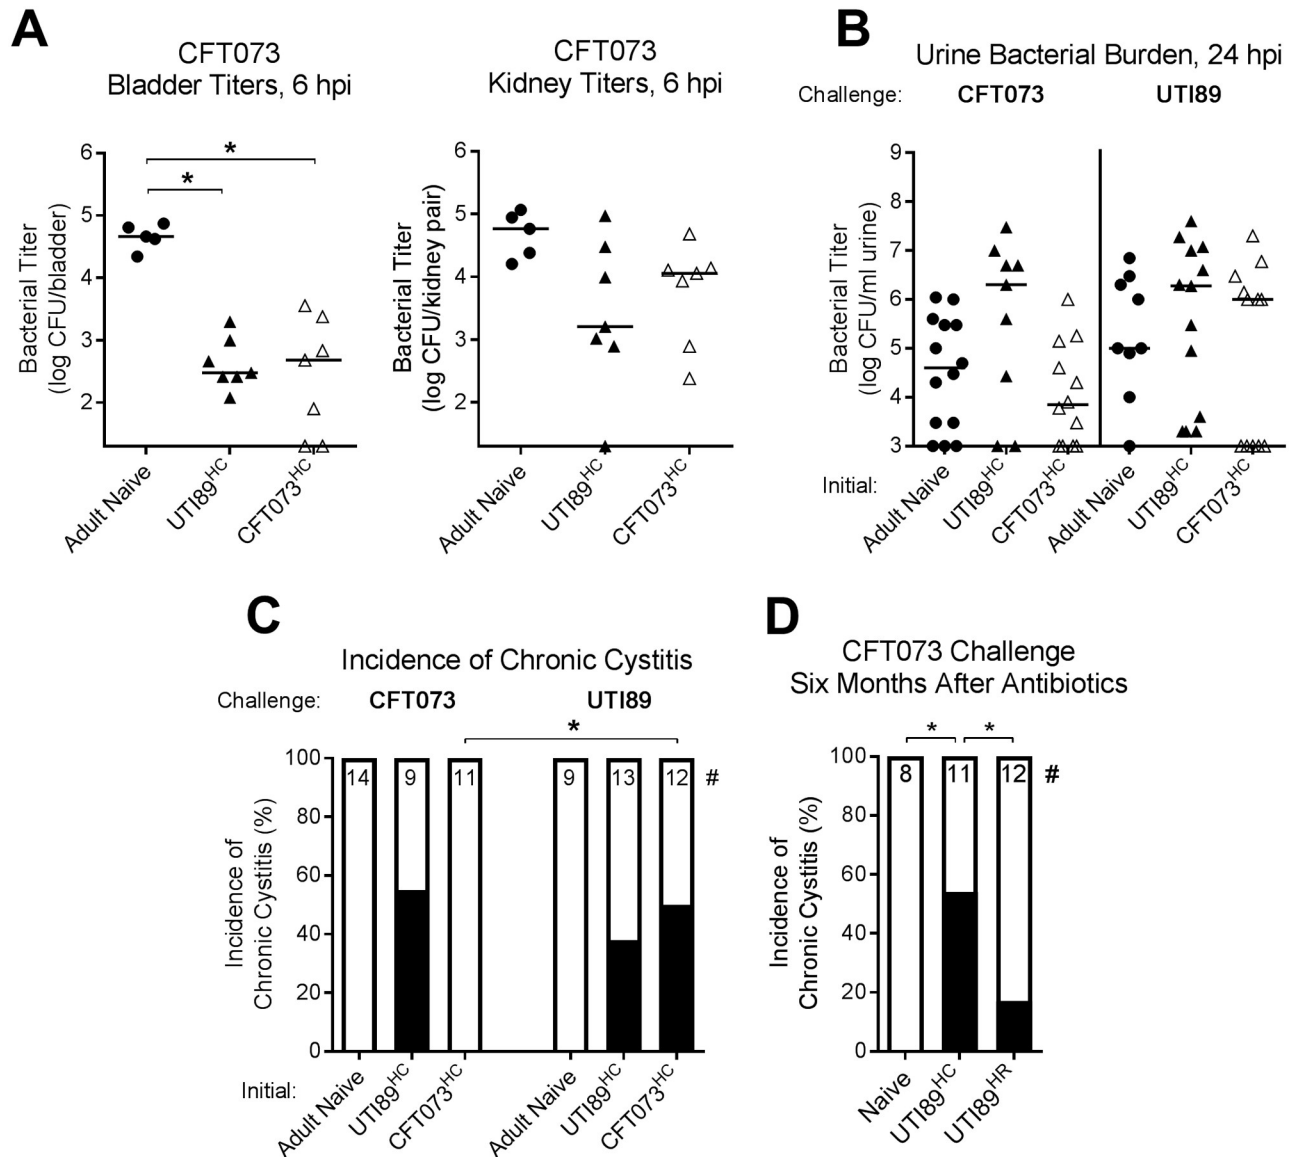 A
CFT073
Bladder Titers, 6 hpi
Bacterial Titer
(log CFU/bladder)
6
5
4
3
2
*
*
Adult Naive
UTI89HC
CFT073HC
CFT073
Kidney Titers, 6 hpi
Bacterial Titer
(log CFU/kidney pair)
6
5
4
3
2
Adult Naive
UTI89HC
CFT073HC
B
Urine Bacterial Burden, 24 hpi
Challenge: CFT073 UTI89
Bacterial Titer
(log CFU/ml urine)
9
8
7
6
5
4
3
Initial:
Adult Naive
UTI89HC
CFT073HC
Adult Naive
UTI89HC
CFT073HC
C
Incidence of Chronic Cystitis
Challenge: CFT073 UTI89
*
Incidence of
Chronic Cystitis (%)
100
80
60
40
20
0
14 9 11 9 13 12 #
Initial:
Adult Naive
UTI89HC
CFT073HC
Adult Naive
UTI89HC
CFT073HC
D
CFT073 Challenge
Six Months After Antibiotics
* *
Incidence of
Chronic Cystitis (%)
100
80
60
40
20
0
8 11 12 #
Naive
UTI89HC
UTI89HR